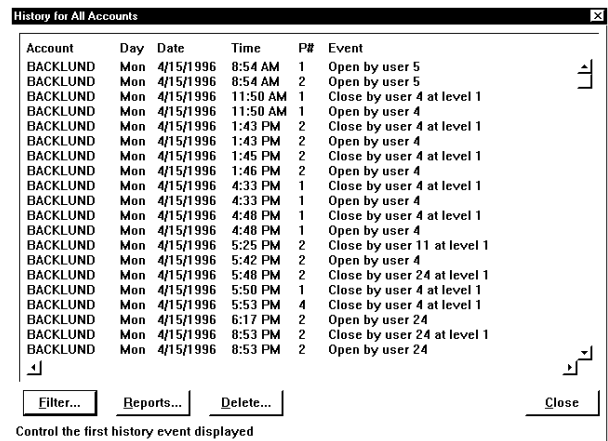 History for All Accounts
Account Day Date Time P# Event
BACKLUND Mon 4/15/1996 8:54 AM 1 Open by user 5
BACKLUND Mon 4/15/1996 8:54 AM 2 Open by user 5
BACKLUND Mon 4/15/1996 11:50 AM 1 Close by user 4 at level 1
BACKLUND Mon 4/15/1996 11:50 AM 1 Open by user 4
BACKLUND Mon 4/15/1996 1:43 PM 2 Close by user 4 at level 1
BACKLUND Mon 4/15/1996 1:43 PM 2 Open by user 4
BACKLUND Mon 4/15/1996 1:45 PM 2 Close by user 4 at level 1
BACKLUND Mon 4/15/1996 1:46 PM 2 Open by user 4
BACKLUND Mon 4/15/1996 4:33 PM 1 Close by user 4 at level 1
BACKLUND Mon 4/15/1996 4:33 PM 1 Open by user 4
BACKLUND Mon 4/15/1996 4:48 PM 1 Close by user 4 at level 1
BACKLUND Mon 4/15/1996 4:48 PM 1 Open by user 4
BACKLUND Mon 4/15/1996 5:25 PM 2 Close by user 11 at level 1
BACKLUND Mon 4/15/1996 5:42 PM 2 Open by user 4
BACKLUND Mon 4/15/1996 5:48 PM 2 Close by user 24 at level 1
BACKLUND Mon 4/15/1996 5:50 PM 1 Close by user 4 at level 1
BACKLUND Mon 4/15/1996 5:53 PM 4 Close by user 4 at level 1
BACKLUND Mon 4/15/1996 6:17 PM 2 Open by user 24
BACKLUND Mon 4/15/1996 8:53 PM 2 Close by user 24 at level 1
BACKLUND Mon 4/15/1996 8:53 PM 2 Open by user 24
Filter... Reports... Delete... Close
Control the first history event displayed